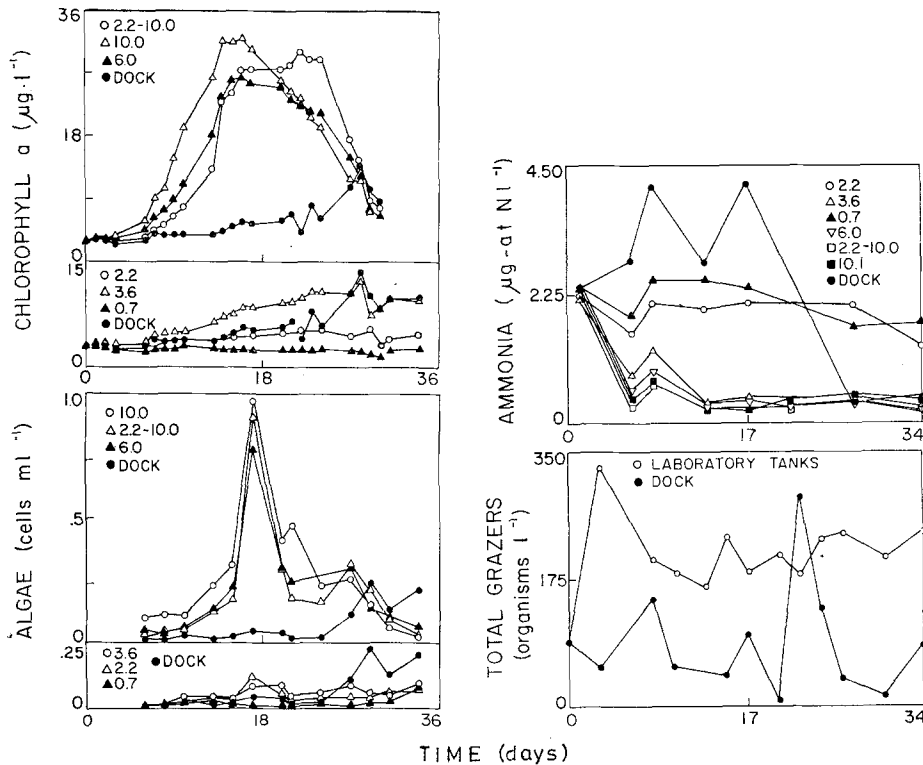 CHLOROPHYLL a (µg·l⁻¹)
36
18
0
○ 2.2-10.0
△ 10.0
▲ 6.0
● DOCK
15
0
○ 2.2
△ 3.6
▲ 0.7
● DOCK
0 18 36
ALGAE (cells ml⁻¹)
1.0
.5
0
○ 10.0
△ 2.2-10.0
▲ 6.0
● DOCK
.25
0
○ 3.6
△ 2.2
▲ 0.7
● DOCK
0 18 36
AMMONIA (µg-at N l⁻¹)
4.50
2.25
0
○ 2.2
△ 3.6
▲ 0.7
▽ 6.0
□ 2.2-10.0
■ 10.1
● DOCK
17 34
TOTAL GRAZERS
(organisms l⁻¹)
350
175
0
○ LABORATORY TANKS
● DOCK
0 17 34
TIME (days)